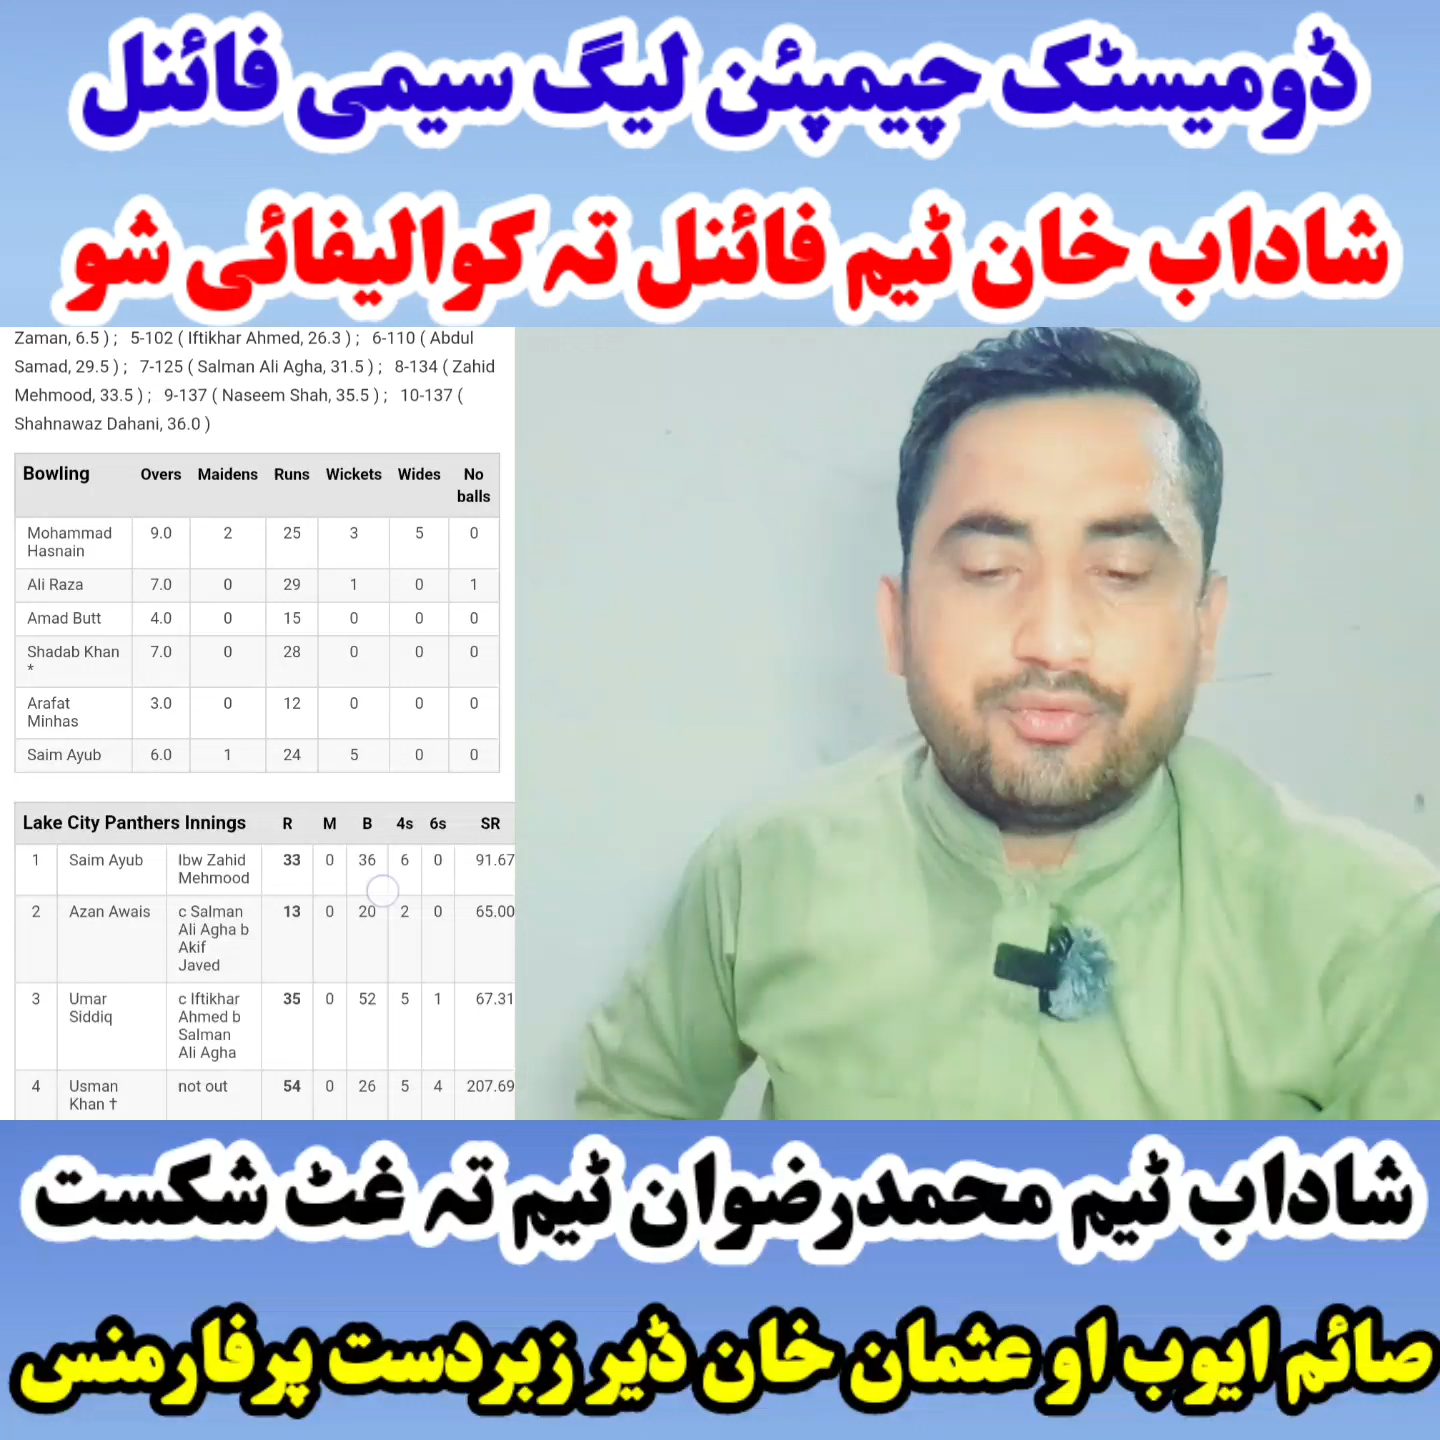 ڈومیسٹک چیمپئن لیگ سیمی فائنل
شاداب خان ٹیم فائنل تہ کوالیفائی شو
Zaman, 6.5 ) ; 5-102 ( Iftikhar Ahmed, 26.3 ) ; 6-110 ( Abdul
Samad, 29.5 ) ; 7-125 ( Salman Ali Agha, 31.5 ) ; 8-134 ( Zahid
Mehmood, 33.5 ) ; 9-137 ( Naseem Shah, 35.5 ) ; 10-137 (
Shahnawaz Dahani, 36.0 )
Bowling Overs Maidens Runs Wickets Wides No
balls
Mohammad 9.0 2 25 3 5 0
Hasnain
Ali Raza 7.0 0 29 1 0 1
Amad Butt 4.0 0 15 0 0 0
Shadab Khan 7.0 0 28 0 0 0
*
Arafat 3.0 0 12 0 0 0
Minhas
Saim Ayub 6.0 1 24 5 0 0
Lake City Panthers Innings R M B 4s 6s SR
1 Saim Ayub lbw Zahid 33 0 36 6 0 91.67
Mehmood
2 Azan Awais c Salman 13 0 20 2 0 65.00
Ali Agha b
Akif
Javed
3 Umar c Iftikhar 35 0 52 5 1 67.31
Siddiq Ahmed b
Salman
Ali Agha
4 Usman not out 54 0 26 5 4 207.69
Khan †
شاداب ٹیم محمدرضوان ٹیم تہ غٹ شکست
صائم ایوب او عثمان خان ڈیر زبردست پرفارمنس